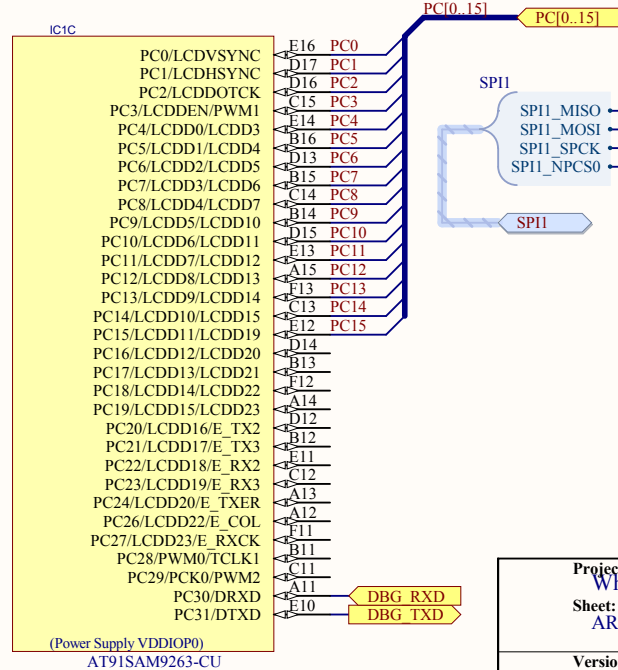 PC[0..15]
PC[0..15]
IC1C
PC0/LCDVSYNC E16 PC0
PC1/LCDHSYNC D17 PC1
PC2/LCDDOTCK D16 PC2
PC3/LCDDEN/PWM1 C15 PC3
PC4/LCDD0/LCDD3 E14 PC4
PC5/LCDD1/LCDD4 B16 PC5
PC6/LCDD2/LCDD5 D13 PC6
PC7/LCDD3/LCDD6 B15 PC7
PC8/LCDD4/LCDD7 C14 PC8
PC9/LCDD5/LCDD10 B14 PC9
PC10/LCDD6/LCDD11 D15 PC10
PC11/LCDD7/LCDD12 E13 PC11
PC12/LCDD8/LCDD13 A15 PC12
PC13/LCDD9/LCDD14 F13 PC13
PC14/LCDD10/LCDD15 C13 PC14
PC15/LCDD11/LCDD19 E12 PC15
PC16/LCDD12/LCDD20 D14
PC17/LCDD13/LCDD21 B13
PC18/LCDD14/LCDD22 F12
PC19/LCDD15/LCDD23 A14
PC20/LCDD16/E_TX2 D12
PC21/LCDD17/E_TX3 B12
PC22/LCDD18/E_RX2 E11
PC23/LCDD19/E_RX3 C12
PC24/LCDD20/E_TXER A13
PC26/LCDD22/E_COL A12
PC27/LCDD23/E_RXCK F11
PC28/PWM0/TCLK1 B11
PC29/PCK0/PWM2 C11
PC30/DRXD A11 DBG_RXD
PC31/DTXD E10 DBG_TXD
(Power Supply VDDIOP0)
AT91SAM9263-CU
SPI1
SPI1_MISO
SPI1_MOSI
SPI1_SPCK
SPI1_NPCS0
SPI1
Projec
Sheet:
AR
Versio